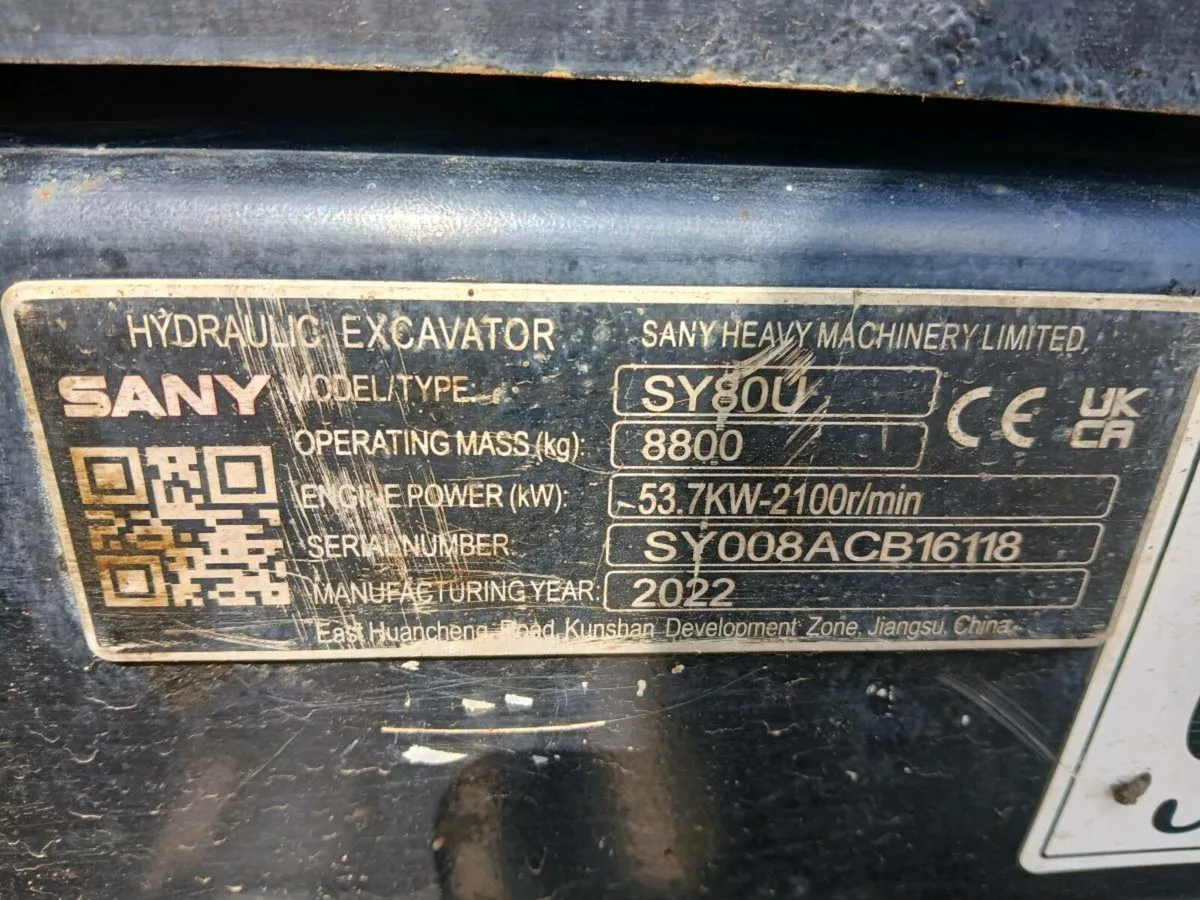 HYDRAULIC EXCAVATOR SANY HEAVY MACHINERY LIMITED
SANY MODEL/TYPE SY80U CE UK CA
OPERATING MASS (kg): 8800
ENGINE POWER (kW): 53.7KW-2100r/min
SERIAL NUMBER SY008ACB16118
MANUFACTURING YEAR: 2022
East Huancheng Road, Kunshan Development Zone, Jiangsu, China